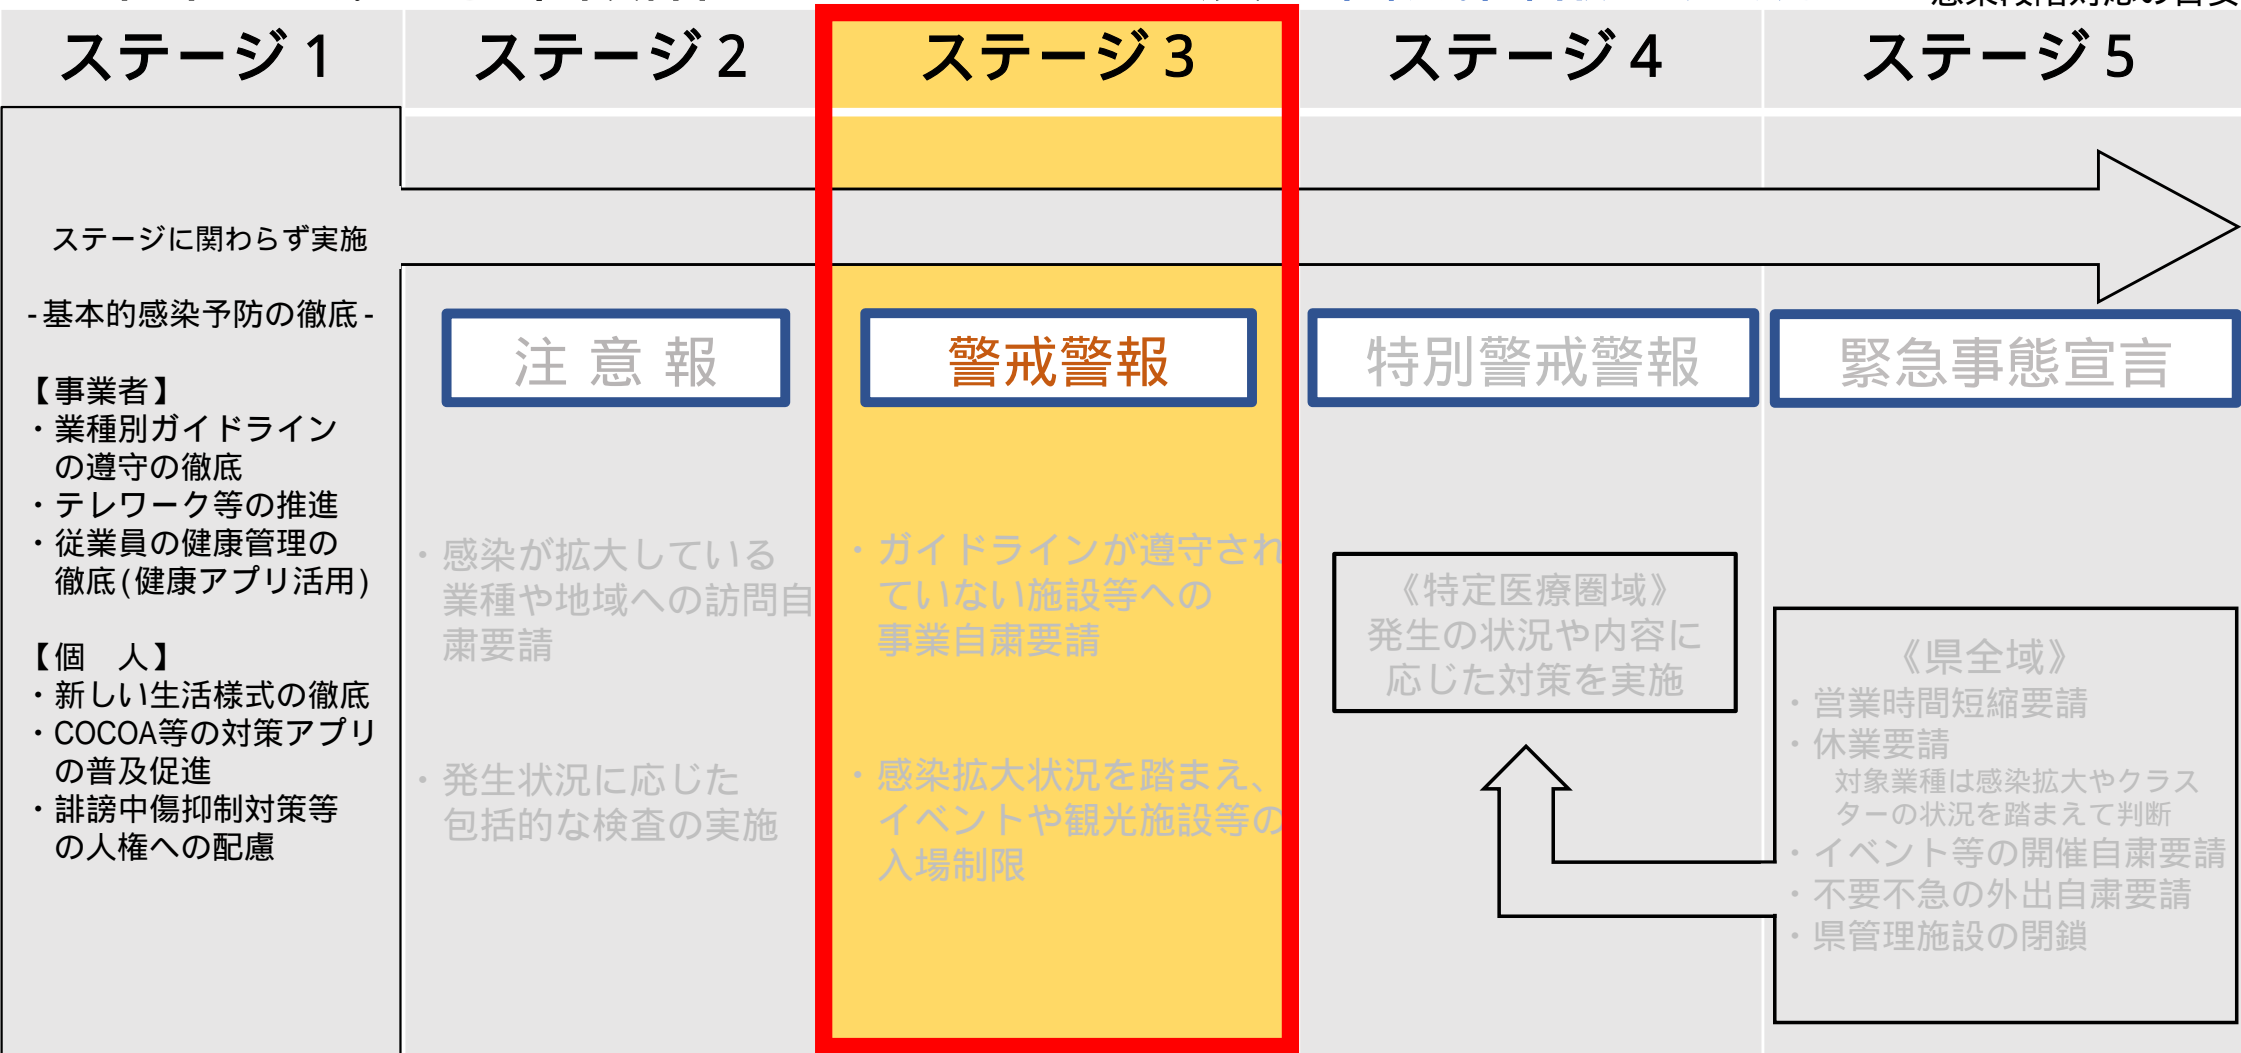 ステージ1
ステージ2
ステージ3
ステージ4
ステージ5
ステージに関わらず実施
-基本的感染予防の徹底-
【事業者】
・業種別ガイドライン
の遵守の徹底
・テレワーク等の推進
・従業員の健康管理の
徹底(健康アプリ活用)
【個　人】
・新しい生活様式の徹底
・COCOA等の対策アプリ
の普及促進
・誹謗中傷抑制対策等
の人権への配慮
注 意 報
・感染が拡大している
業種や地域への訪問自
粛要請
・発生状況に応じた
包括的な検査の実施
警戒警報
・ガイドラインが遵守され
ていない施設等への
事業自粛要請
・感染拡大状況を踏まえ、
イベントや観光施設等の
入場制限
特別警戒警報
《特定医療圏域》
発生の状況や内容に
応じた対策を実施
緊急事態宣言
《県全域》
・営業時間短縮要請
・休業要請
対象業種は感染拡大やクラス
ターの状況を踏まえて判断
・イベント等の開催自粛要請
・不要不急の外出自粛要請
・県管理施設の閉鎖